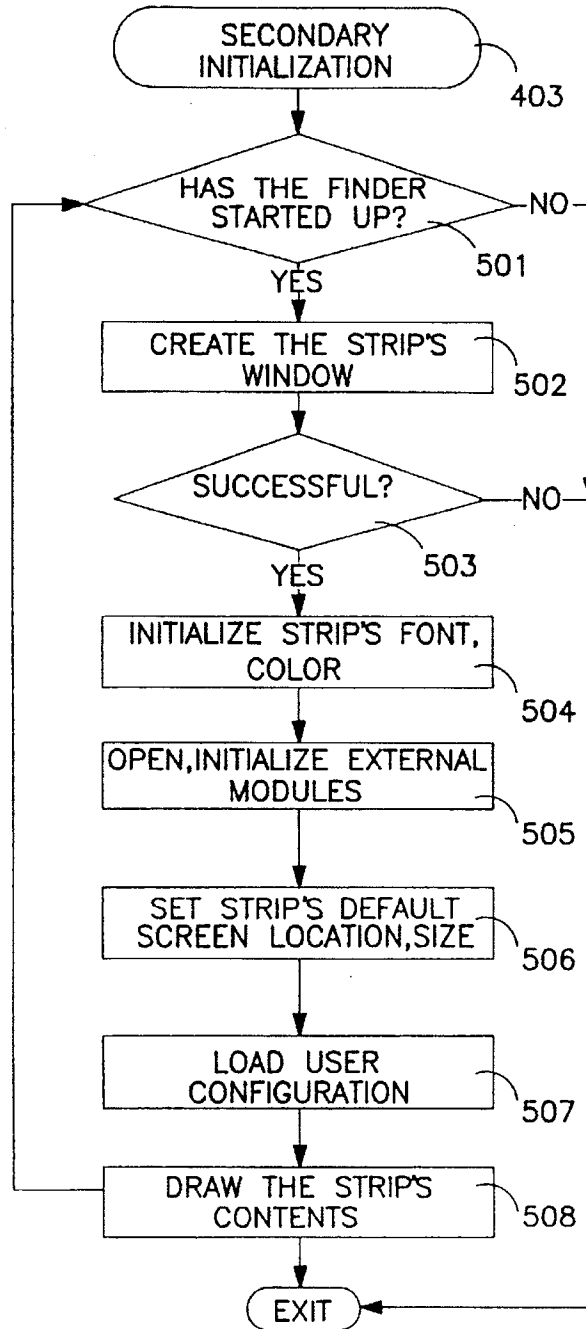 SECONDARY
INITIALIZATION
403
HAS THE FINDER
STARTED UP?
NO
501
YES
CREATE THE STRIP'S
WINDOW
502
SUCCESSFUL?
NO
503
YES
INITIALIZE STRIP'S FONT,
COLOR
504
OPEN,INITIALIZE EXTERNAL
MODULES
505
SET STRIP'S DEFAULT
SCREEN LOCATION,SIZE
506
LOAD USER
CONFIGURATION
507
DRAW THE STRIP'S
CONTENTS
508
EXIT